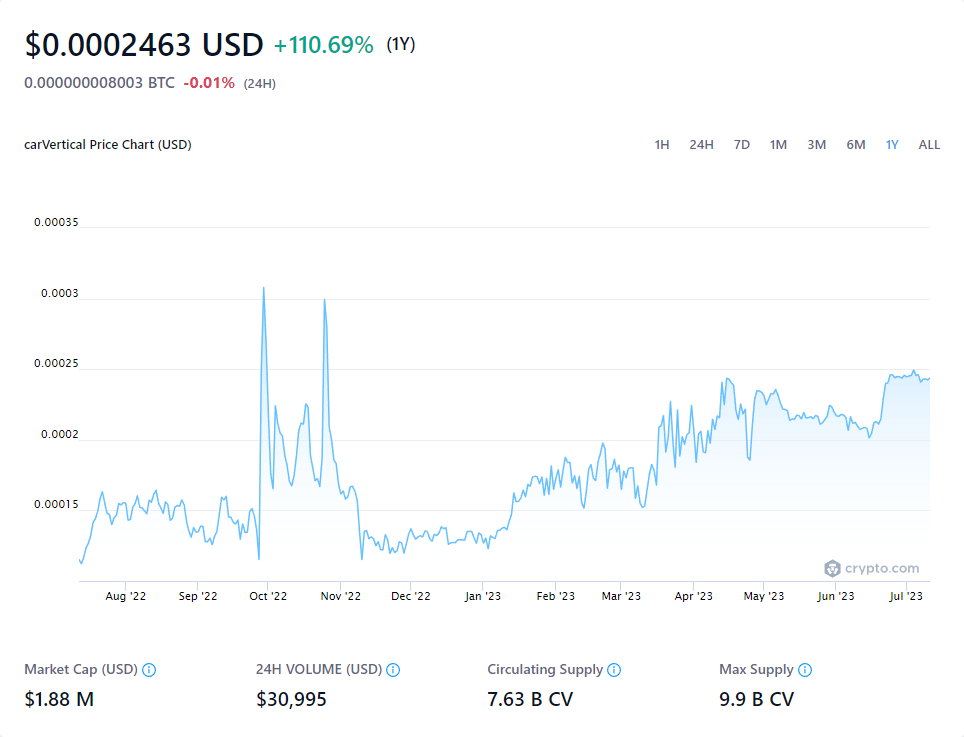 $0.0002463 USD +110.69% (1Y)
0.000000008003 BTC -0.01% (24H)
carVertical Price Chart (USD) 1H 24H 7D 1M 3M 6M 1Y ALL
0.00035
0.0003
0.00025
0.0002
0.00015
crypto.com
Aug '22 Sep '22 Oct '22 Nov '22 Dec '22 Jan '23 Feb '23 Mar '23 Apr '23 May '23 Jun '23 Jul '23
Market Cap (USD) 24H VOLUME (USD) Circulating Supply Max Supply
$1.88 M $30,995 7.63 B CV 9.9 B CV